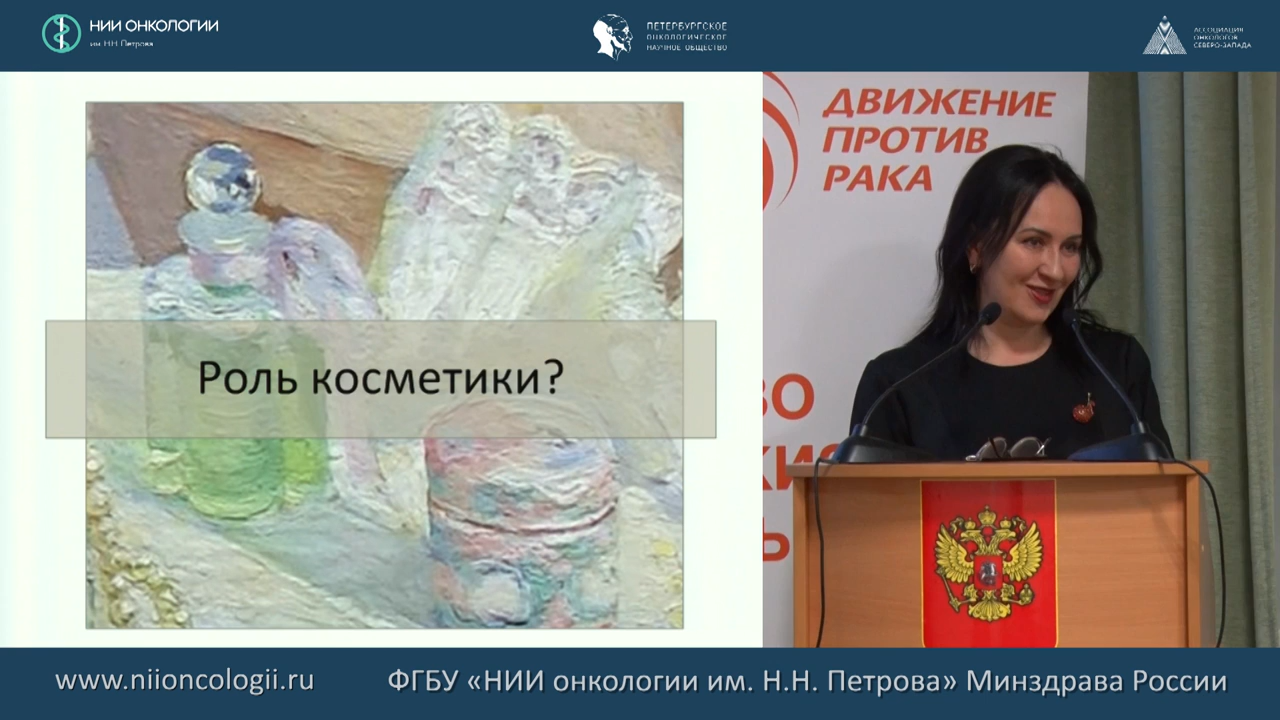 НИИ ОНКОЛОГИИ
им. Н.Н. Петрова
ПЕТЕРБУРГСКОЕ
ОНКОЛОГИЧЕСКОЕ
НАУЧНОЕ ОБЩЕСТВО
АССОЦИАЦИЯ
ОНКОЛОГОВ
СЕВЕРО-ЗАПАДА
Роль косметики?
ДВИЖЕНИЕ
ПРОТИВ
РАКА
www.niioncologii.ru
ФГБУ «НИИ онкологии им. Н.Н. Петрова» Минздрава России